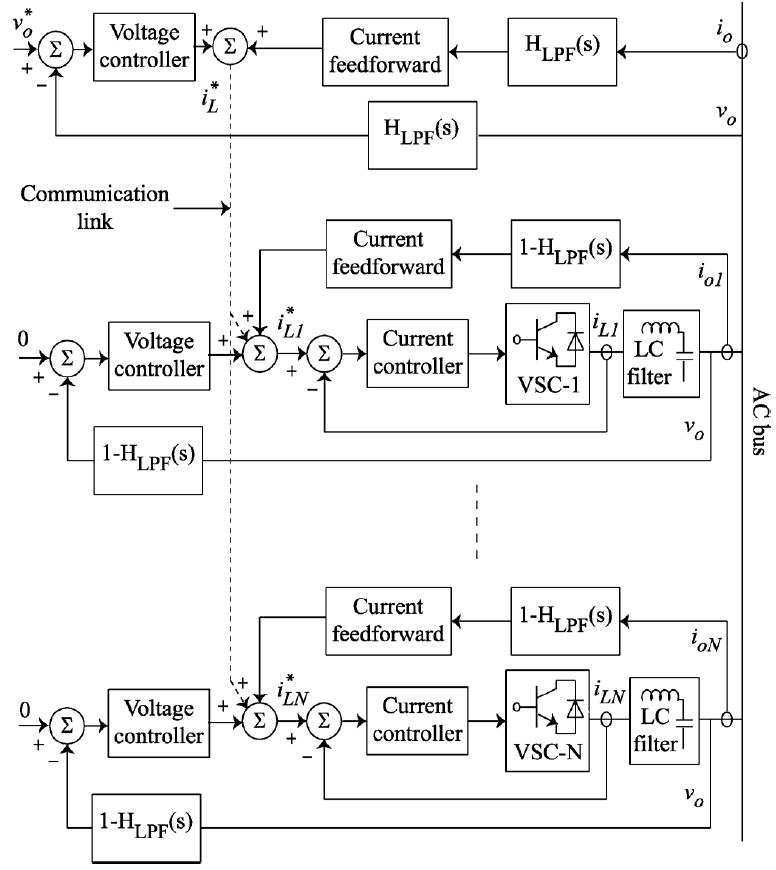 v_o^*
+
−
Σ
Voltage
controller
+
Σ
+
i_L^*
Current
feedforward
H_LPF(s)
i_o
H_LPF(s)
v_o
Communication
link
Current
feedforward
1-H_LPF(s)
i_o1
0
+
−
Σ
Voltage
controller
+
+
+
Σ
i_L1^*
+
−
Σ
Current
controller
VSC-1
i_L1
LC
filter
v_o
1-H_LPF(s)
AC bus
Current
feedforward
1-H_LPF(s)
i_oN
0
+
−
Σ
Voltage
controller
+
+
+
Σ
i_LN^*
+
−
Σ
Current
controller
VSC-N
i_LN
LC
filter
v_o
1-H_LPF(s)